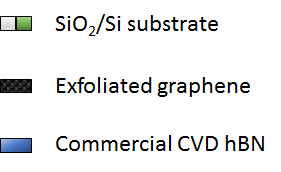 SiO₂/Si substrate
Exfoliated graphene
Commercial CVD hBN